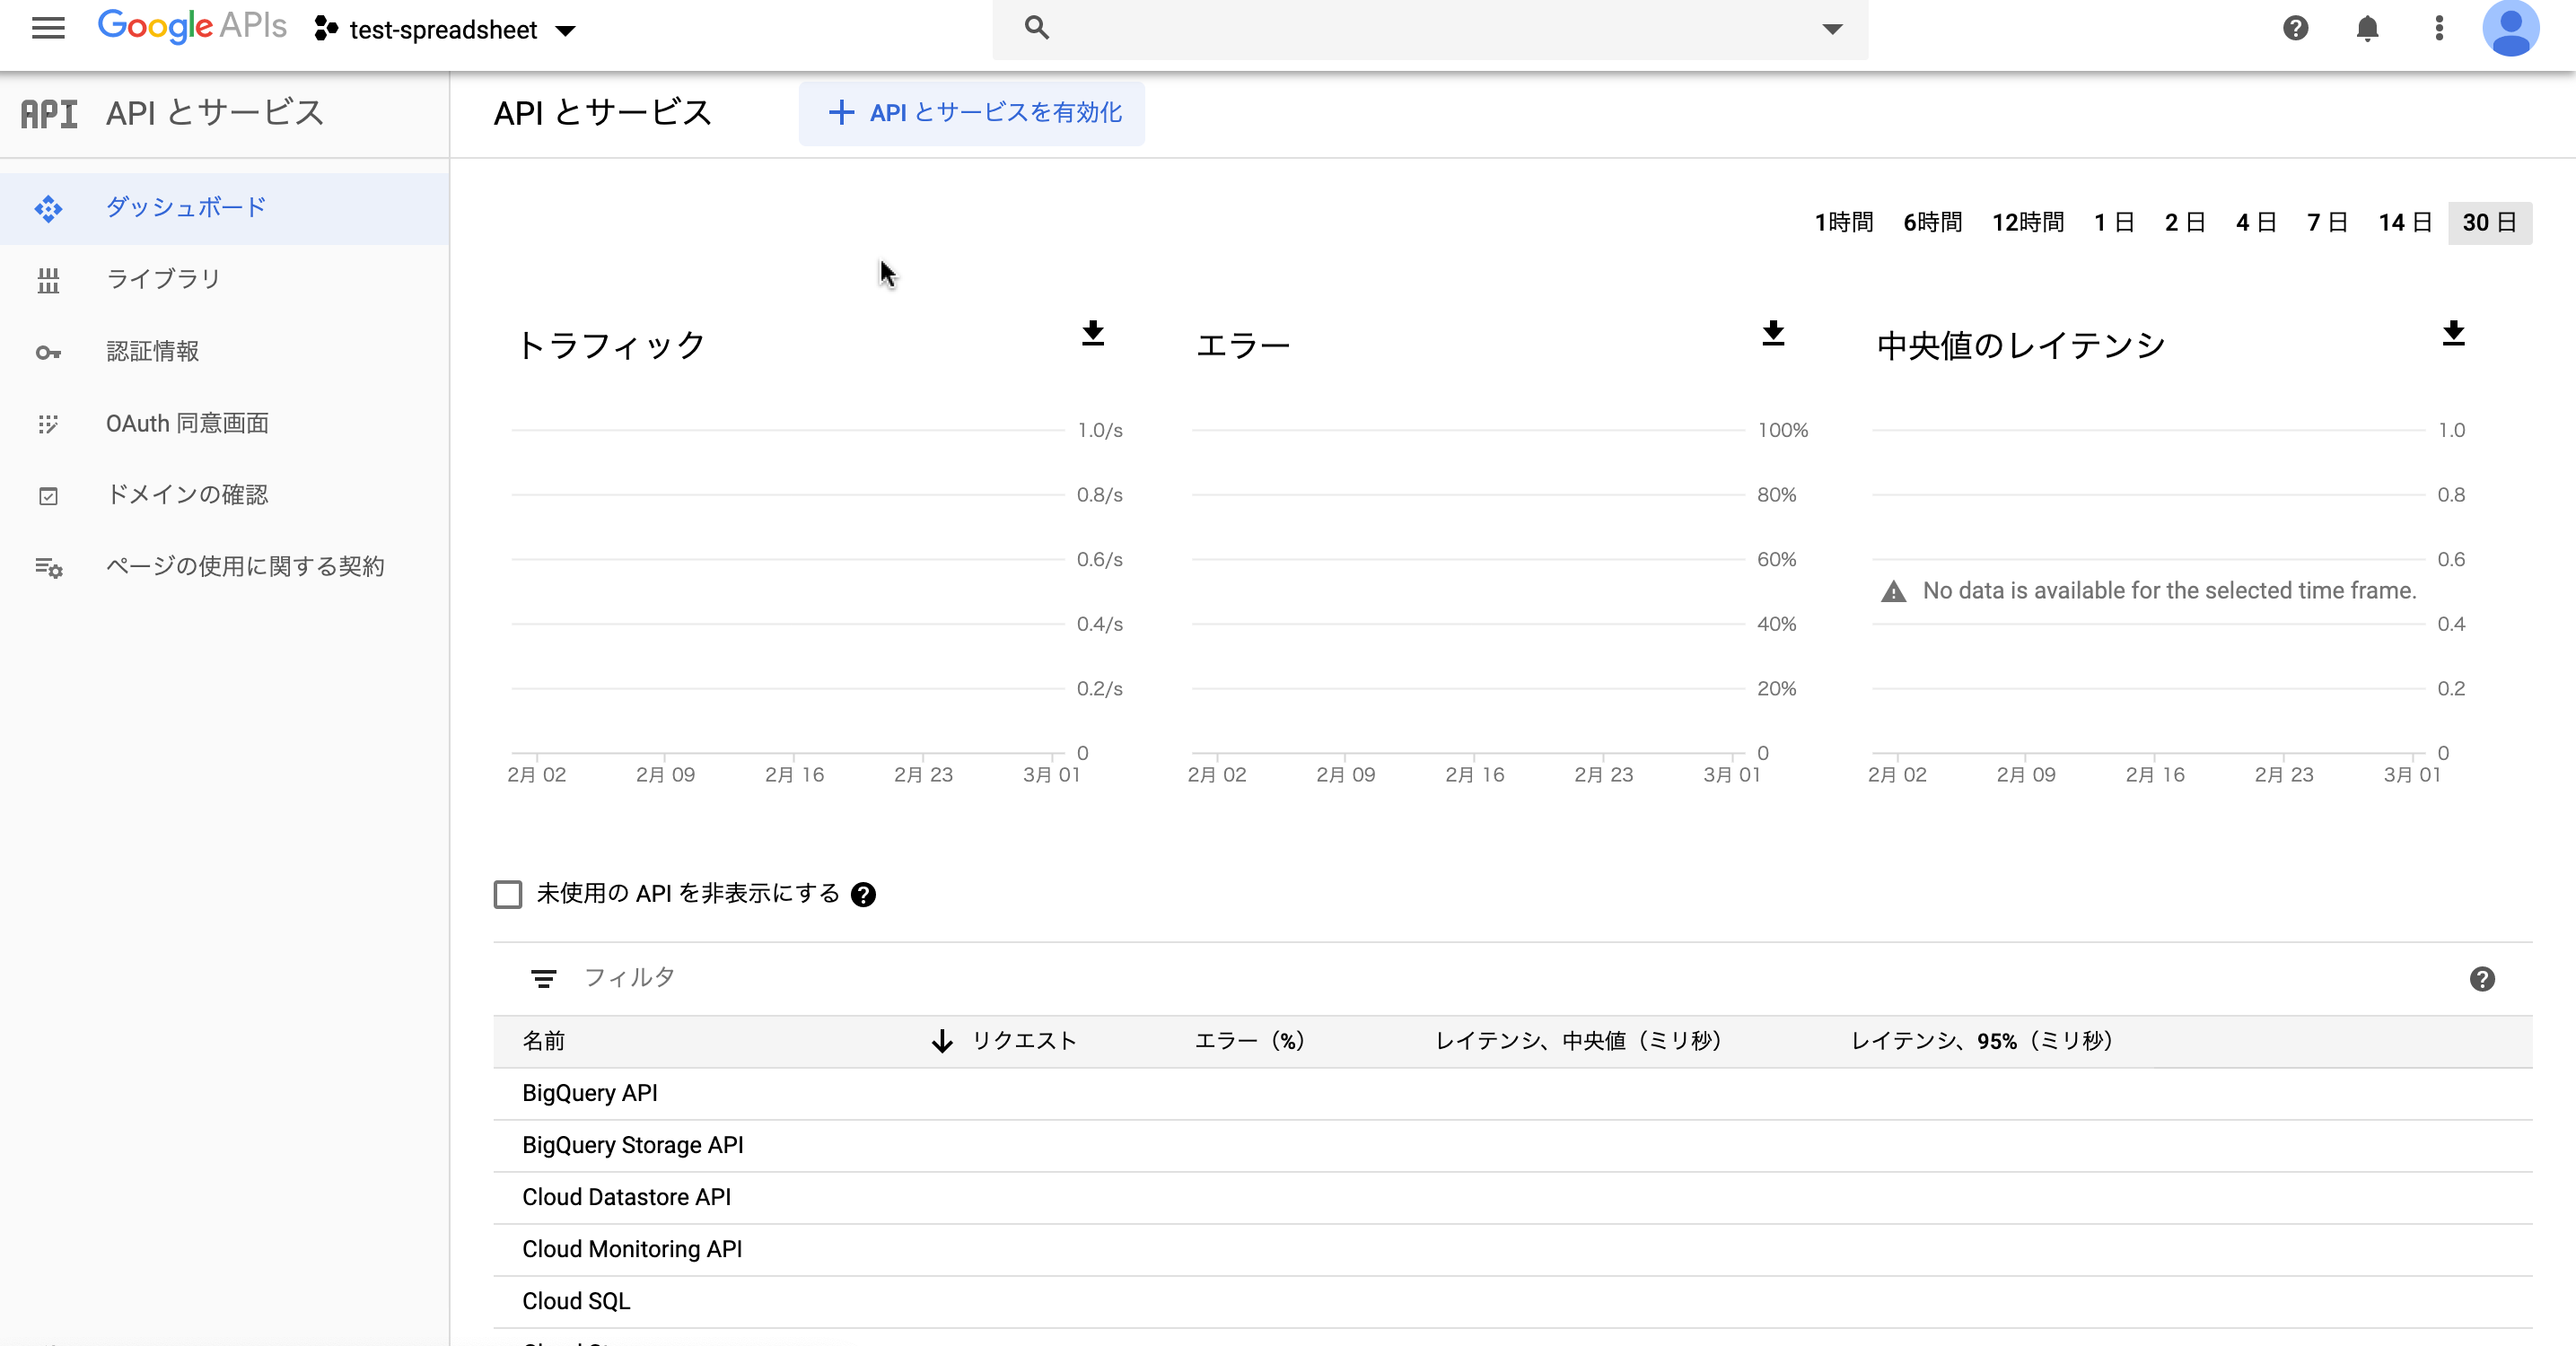 Google APIs test-spreadsheet
API API とサービス
API とサービス
API とサービスを有効化
ダッシュボード
ライブラリ
認証情報
OAuth 同意画面
ドメインの確認
ページの使用に関する契約
1時間 6時間 12時間 1 日 2 日 4 日 7 日 14 日 30 日
トラフィック
1.0/s
0.8/s
0.6/s
0.4/s
0.2/s
0
2月 02 2月 09 2月 16 2月 23 3月 01
エラー
100%
80%
60%
40%
20%
0
2月 02 2月 09 2月 16 2月 23 3月 01
中央値のレイテンシ
1.0
0.8
0.6
No data is available for the selected time frame.
0.4
0.2
0
2月 02 2月 09 2月 16 2月 23 3月 01
未使用の API を非表示にする
フィルタ
名前 リクエスト エラー（%） レイテンシ、中央値（ミリ秒） レイテンシ、95%（ミリ秒）
BigQuery API
BigQuery Storage API
Cloud Datastore API
Cloud Monitoring API
Cloud SQL